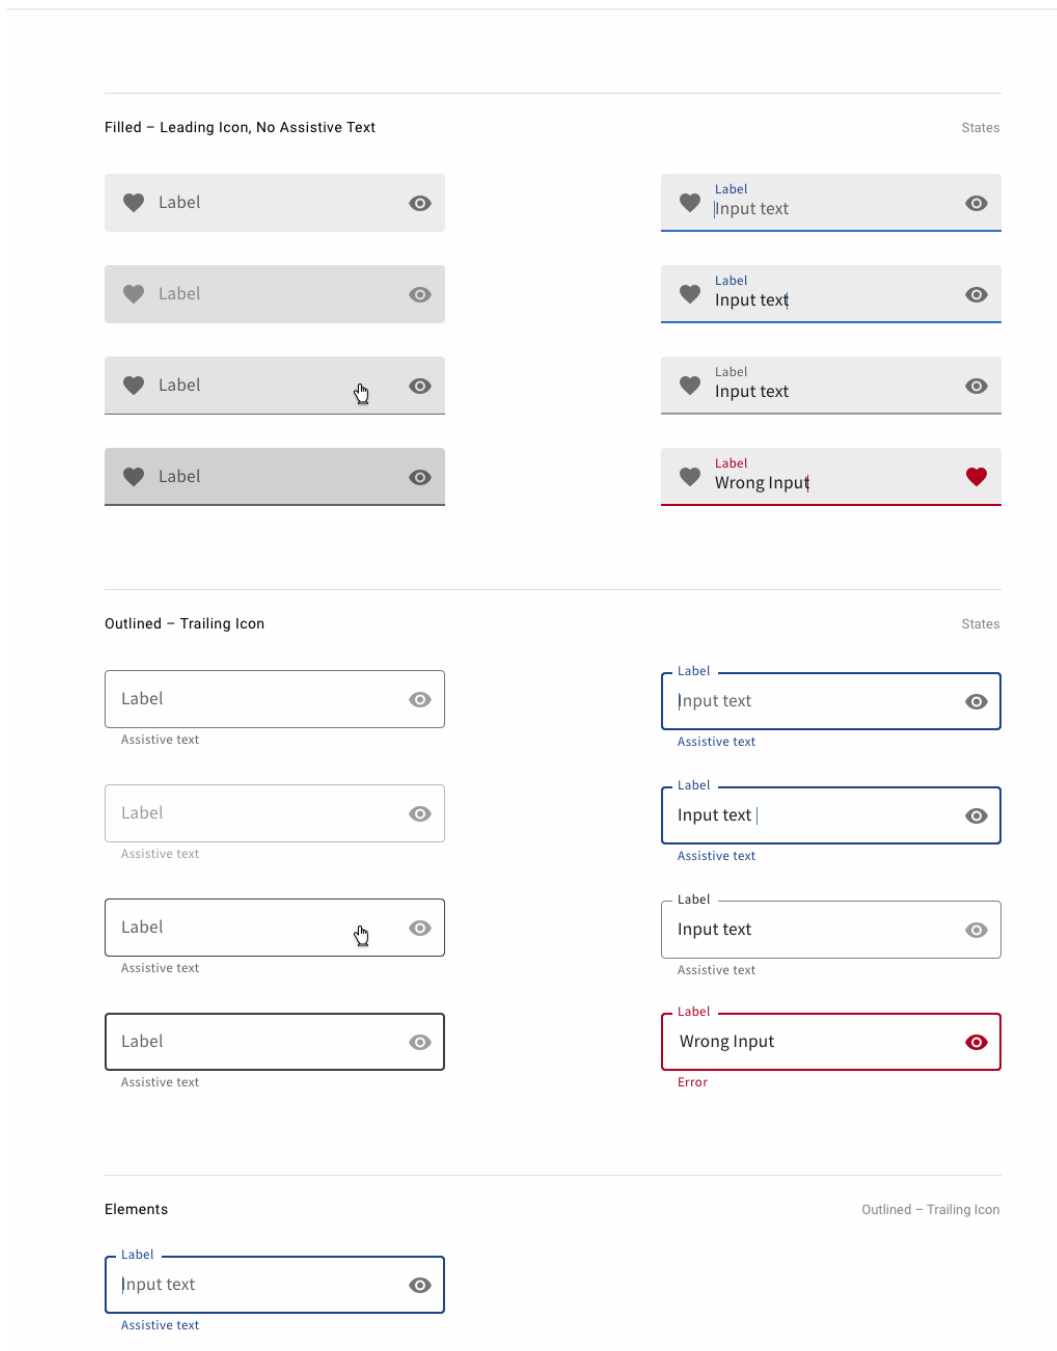 Filled – Leading Icon, No Assistive Text
States
Label
Label
Input text
Label
Label
Input text
Label
Label
Input text
Label
Label
Wrong Input
Outlined – Trailing Icon
States
Label
Assistive text
Label
Input text
Assistive text
Label
Assistive text
Label
Input text
Assistive text
Label
Assistive text
Label
Input text
Assistive text
Label
Assistive text
Label
Wrong Input
Error
Elements
Outlined – Trailing Icon
Label
Input text
Assistive text